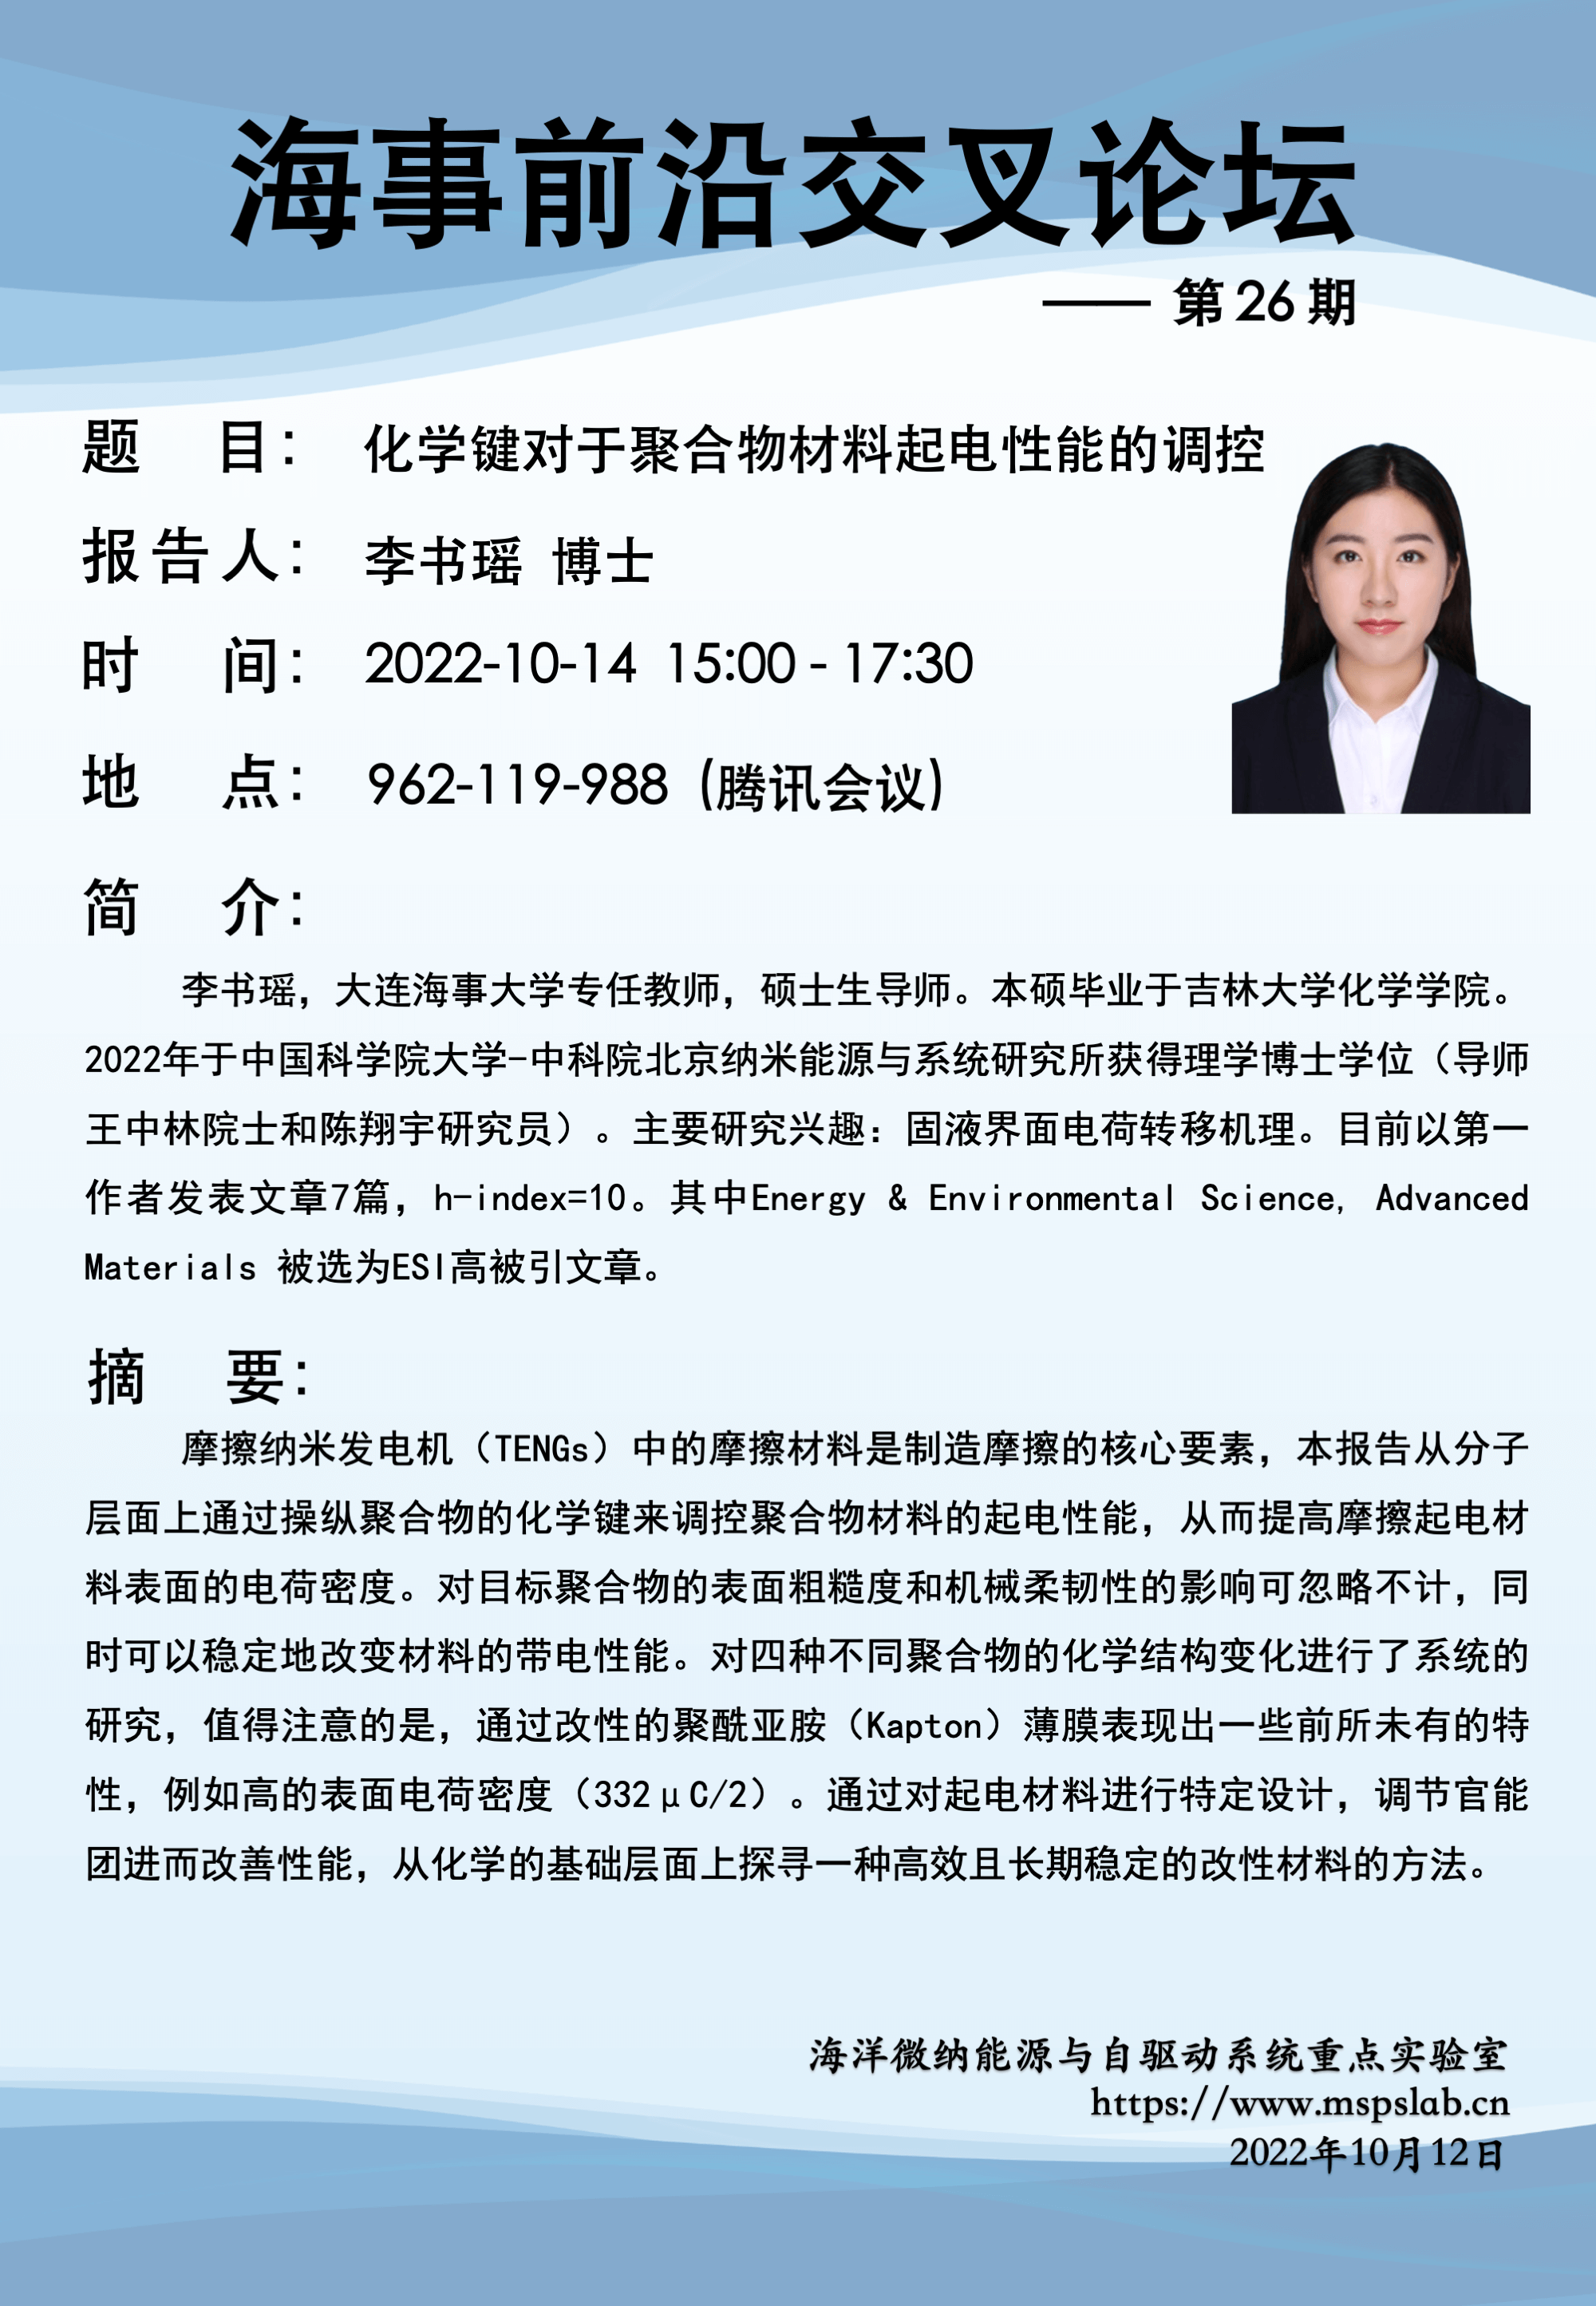 海事前沿交叉论坛
—— 第 26 期
题 目： 化学键对于聚合物材料起电性能的调控
报告人： 李书瑶 博士
时 间： 2022-10-14 15:00 - 17:30
地 点： 962-119-988 (腾讯会议)
简 介：
李书瑶，大连海事大学专任教师，硕士生导师。本硕毕业于吉林大学化学学院。
2022年于中国科学院大学-中科院北京纳米能源与系统研究所获得理学博士学位（导师
王中林院士和陈翔宇研究员）。主要研究兴趣：固液界面电荷转移机理。目前以第一
作者发表文章7篇，h-index=10。其中Energy & Environmental Science, Advanced
Materials 被选为ESI高被引文章。
摘 要：
摩擦纳米发电机（TENGs）中的摩擦材料是制造摩擦的核心要素，本报告从分子
层面上通过操纵聚合物的化学键来调控聚合物材料的起电性能，从而提高摩擦起电材
料表面的电荷密度。对目标聚合物的表面粗糙度和机械柔韧性的影响可忽略不计，同
时可以稳定地改变材料的带电性能。对四种不同聚合物的化学结构变化进行了系统的
研究，值得注意的是，通过改性的聚酰亚胺（Kapton）薄膜表现出一些前所未有的特
性，例如高的表面电荷密度（332μC/2）。通过对起电材料进行特定设计，调节官能
团进而改善性能，从化学的基础层面上探寻一种高效且长期稳定的改性材料的方法。
海洋微纳能源与自驱动系统重点实验室
https://www.mspslab.cn
2022年10月12日